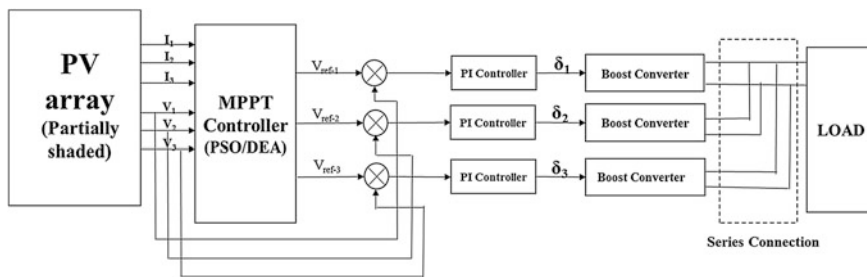 PV
array
(Partially
shaded)
I₁
I₂
I₃
V₁
V₂
V₃
MPPT
Controller
(PSO/DEA)
Vref-1
Vref-2
Vref-3
PI Controller
PI Controller
PI Controller
δ₁
δ₂
δ₃
Boost Converter
Boost Converter
Boost Converter
Series Connection
LOAD